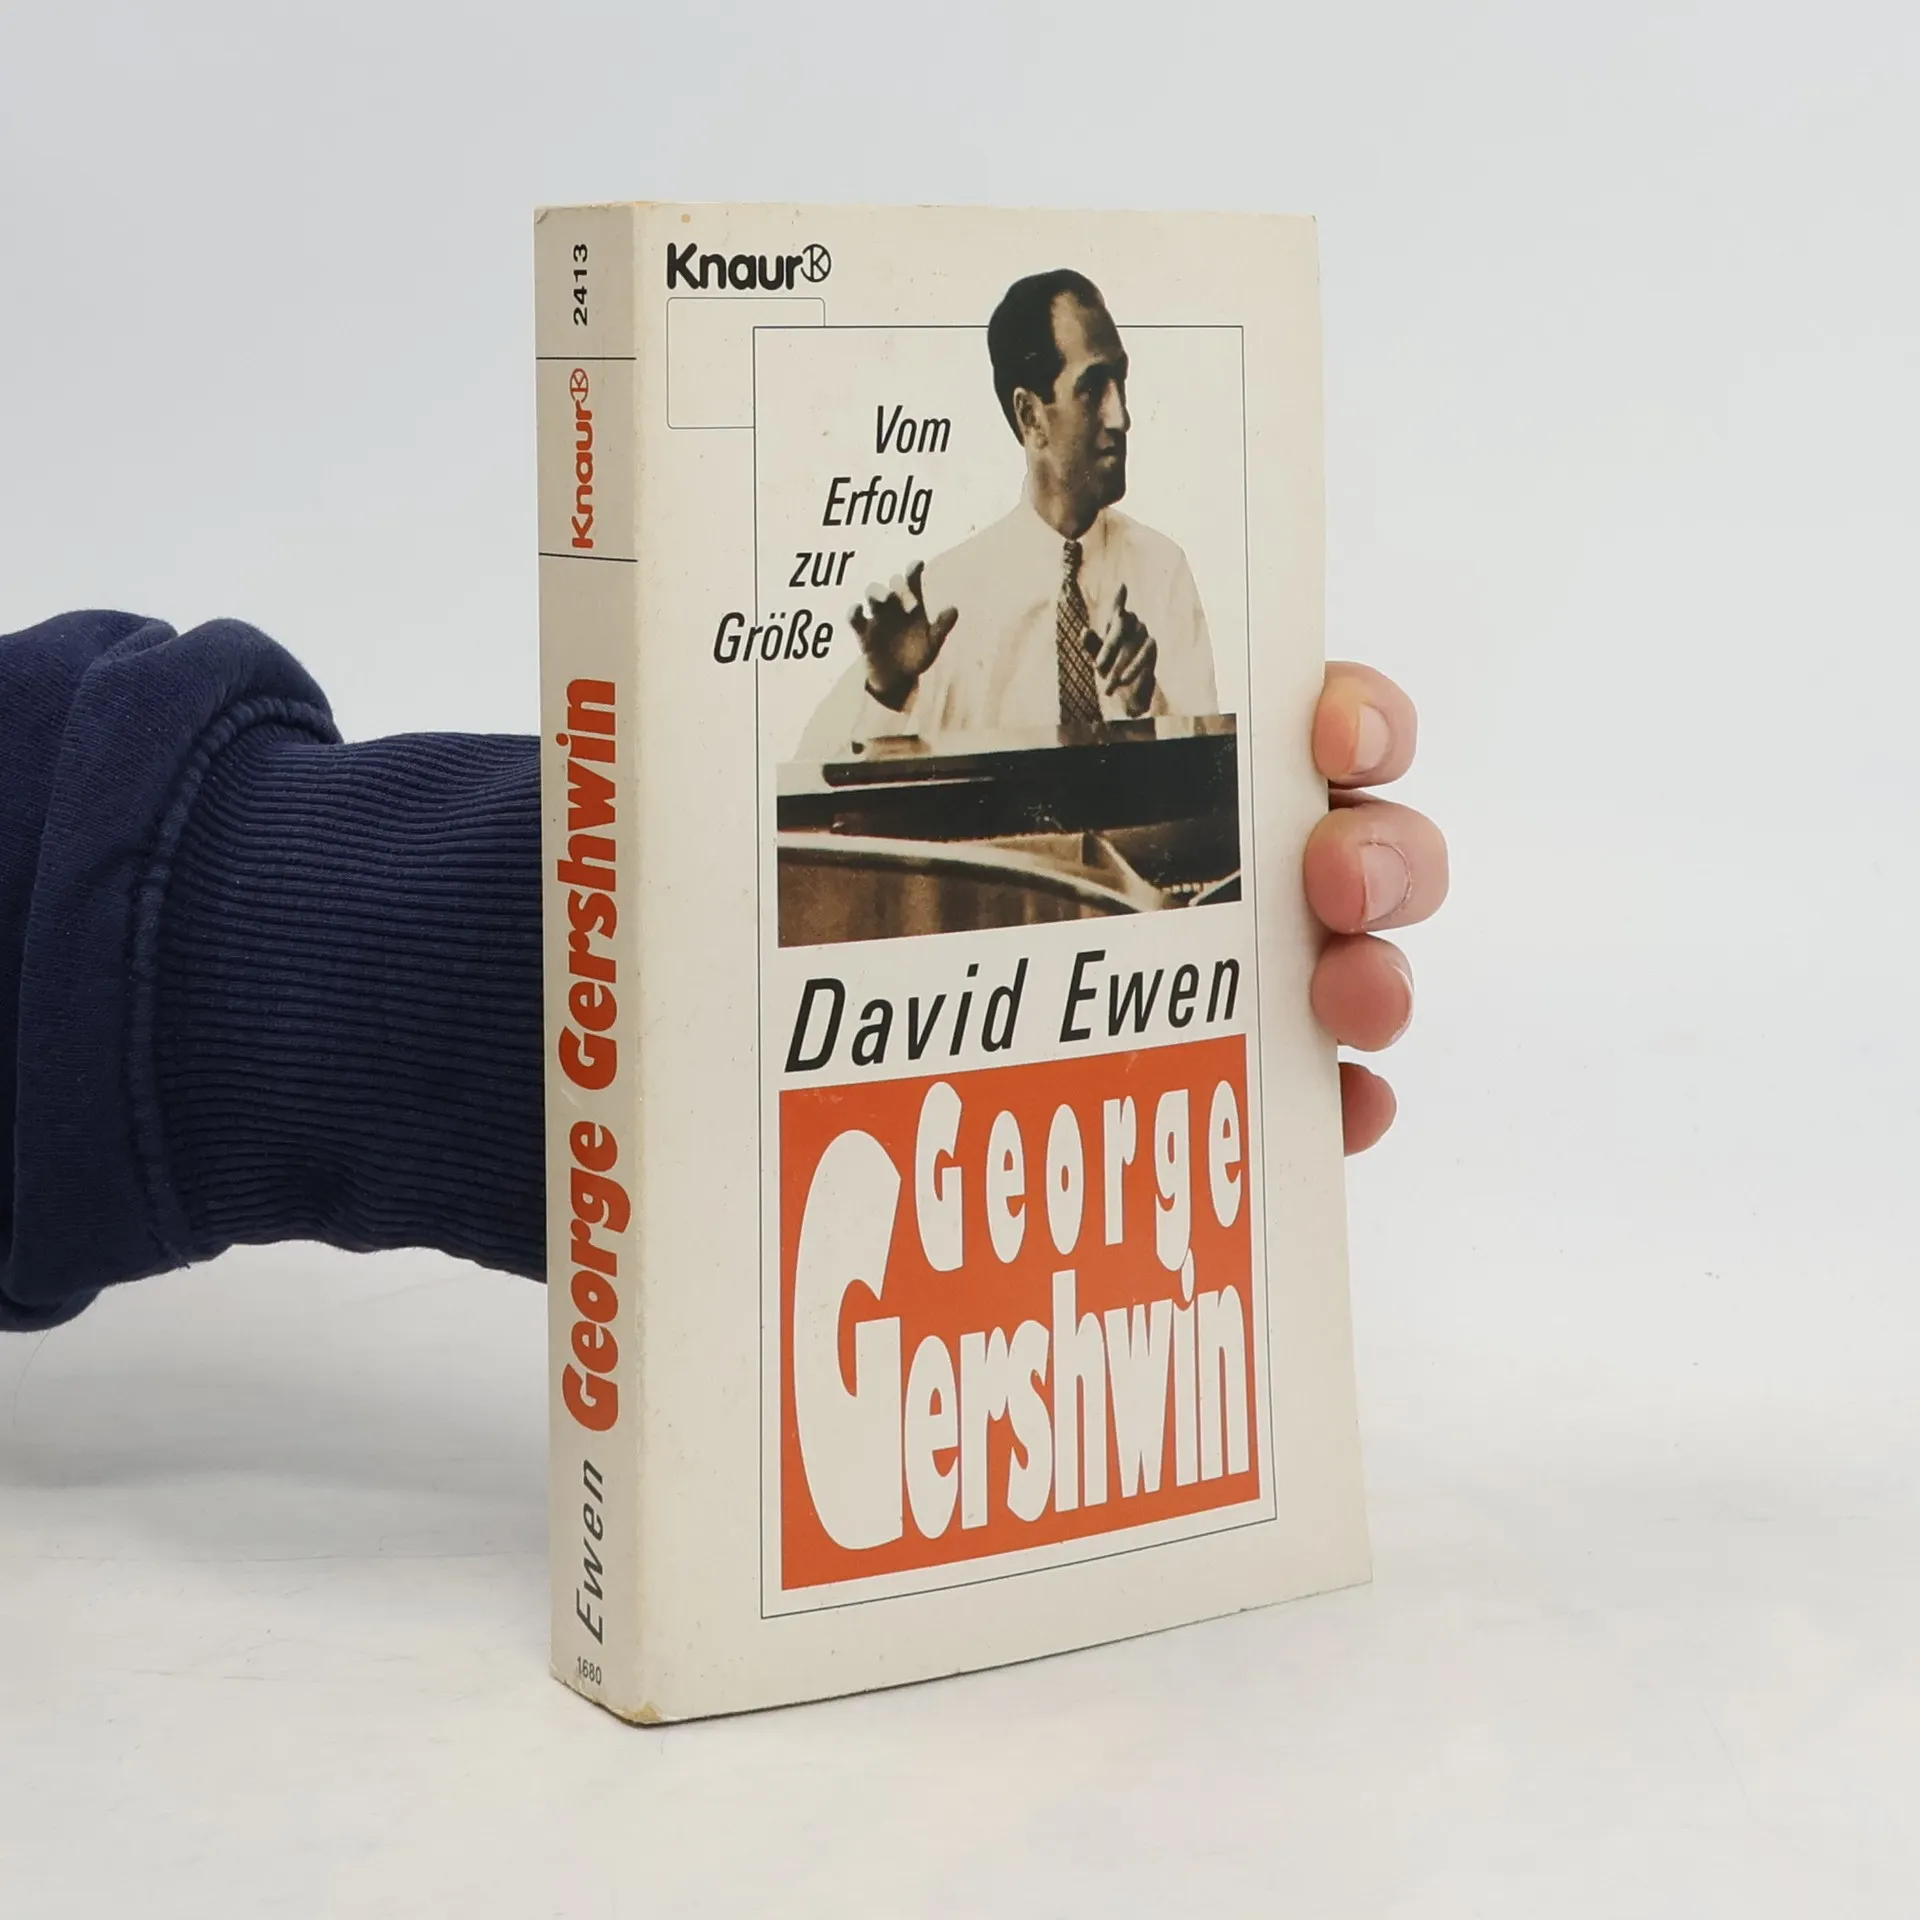 2413
Knaur
Ewen George Gershwin
1680
Knaur
Vom
Erfolg
zur
Größe
David Ewen
George
Gershwin